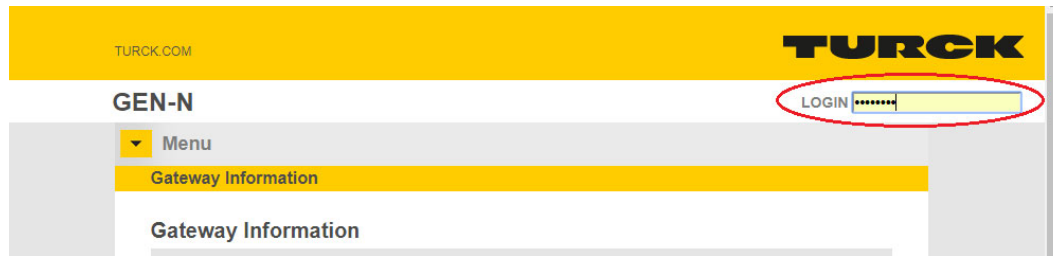 TURCK.COM
TURCK
GEN-N
LOGIN ••••••••
Menu
Gateway Information
Gateway Information